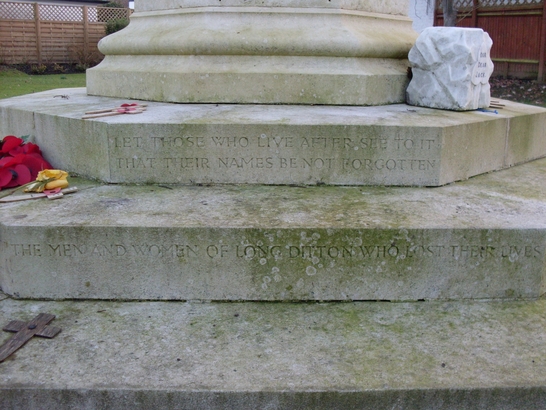 LET THOSE WHO LIVE AFTER SEE TO IT
THAT THEIR NAMES BE NOT FORGOTTEN
THE MEN AND WOMEN OF LONG DITTON WHO LOST THEIR LIVES